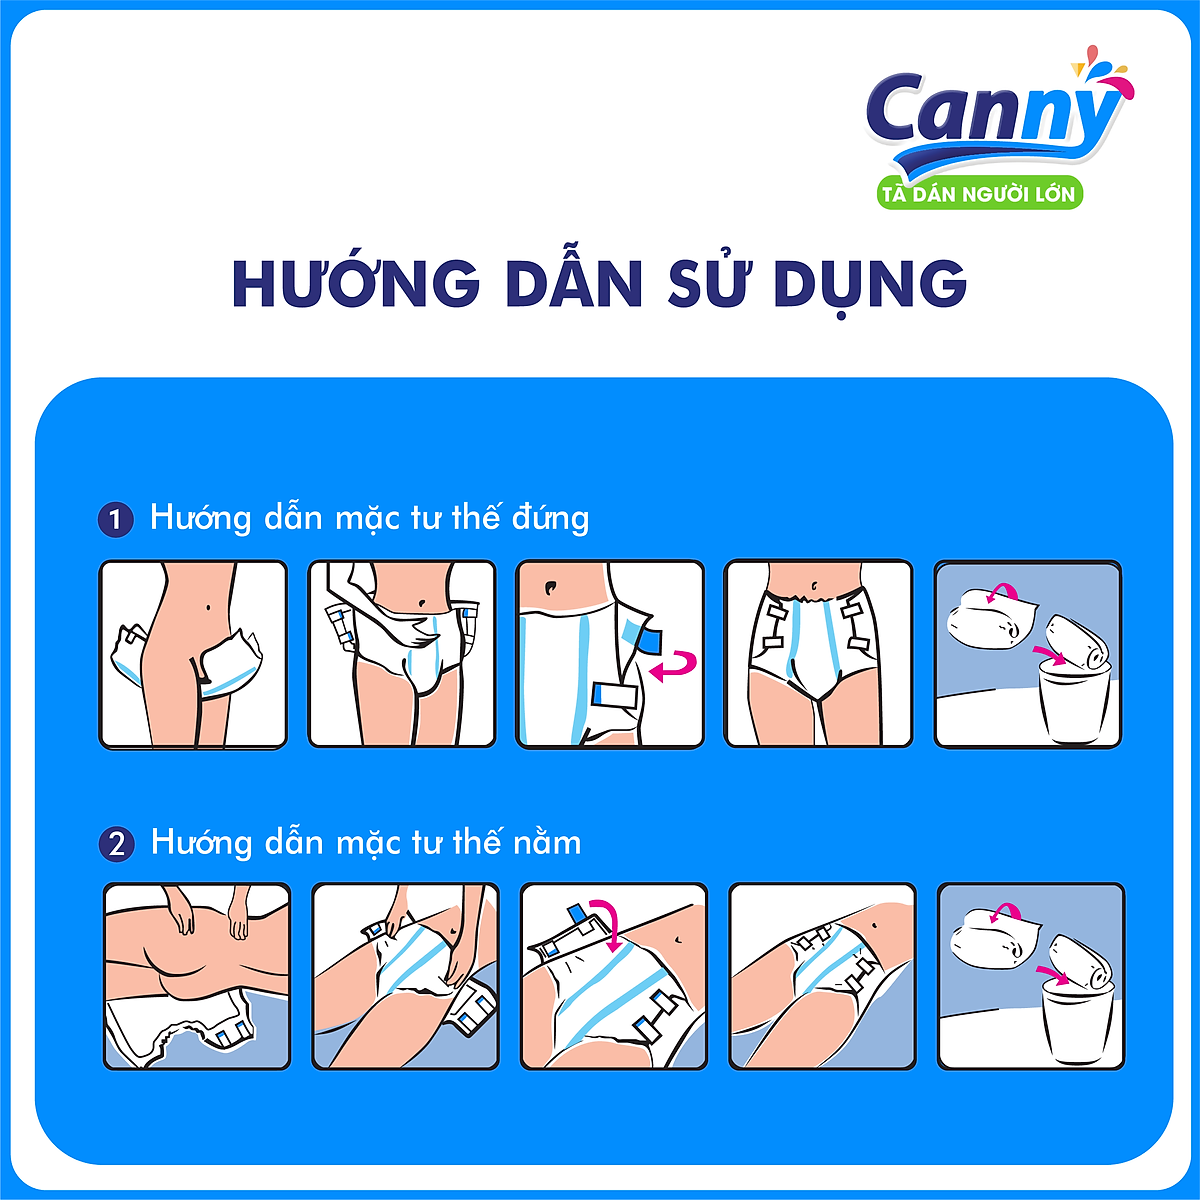 Canny
TÃ DÁN NGƯỜI LỚN
HƯỚNG DẪN SỬ DỤNG
1 Hướng dẫn mặc tư thế đứng
2 Hướng dẫn mặc tư thế nằm